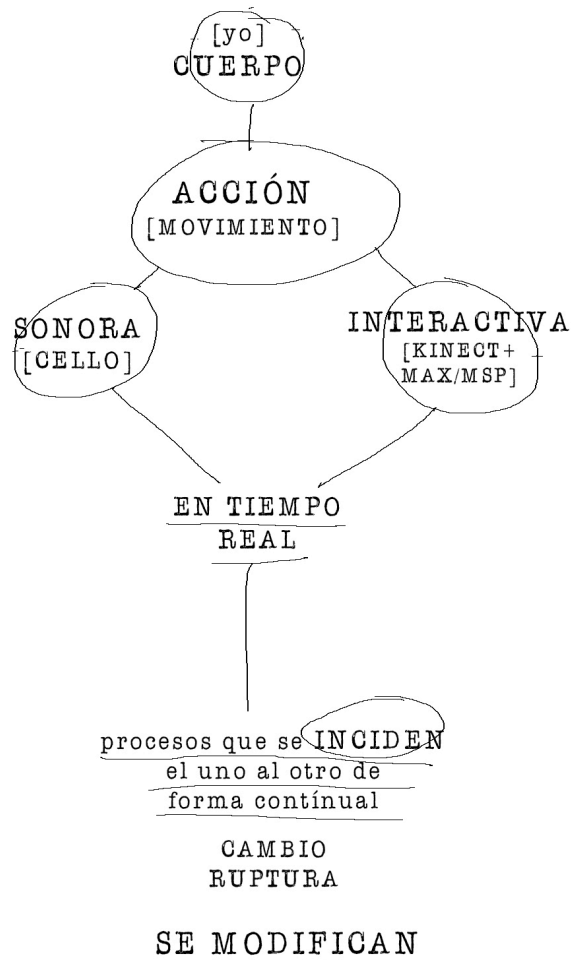 [yo]
CUERPO
ACCIÓN
[MOVIMIENTO]
SONORA
[CELLO]
INTERACTIVA
[KINECT+
MAX/MSP]
EN TIEMPO
REAL
procesos que se INCIDEN
el uno al otro de
forma contínual
CAMBIO
RUPTURA
SE MODIFICAN